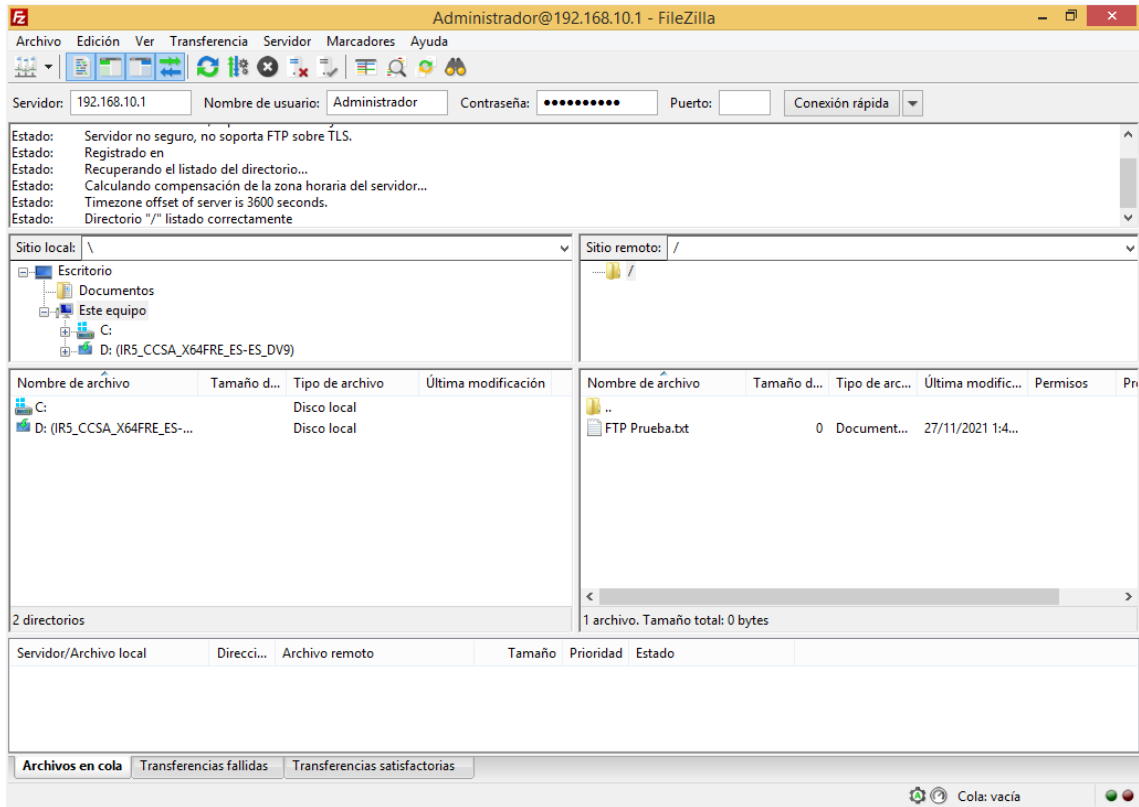 Administrador@192.168.10.1 - FileZilla
Archivo Edición Ver Transferencia Servidor Marcadores Ayuda
Servidor: 192.168.10.1 Nombre de usuario: Administrador Contraseña: ●●●●●●●●●● Puerto: Conexión rápida
Estado: Servidor no seguro, no soporta FTP sobre TLS.
Estado: Registrado en
Estado: Recuperando el listado del directorio...
Estado: Calculando compensación de la zona horaria del servidor...
Estado: Timezone offset of server is 3600 seconds.
Estado: Directorio "/" listado correctamente
Sitio local: \
Escritorio
Documentos
Este equipo
C:
D: (IR5_CCSA_X64FRE_ES-ES_DV9)
Sitio remoto: /
/
Nombre de archivo Tamaño d... Tipo de archivo Última modificación
C: Disco local
D: (IR5_CCSA_X64FRE_ES-... Disco local
2 directorios
Nombre de archivo Tamaño d... Tipo de arc... Última modific... Permisos
..
FTP Prueba.txt 0 Document... 27/11/2021 1:4...
1 archivo. Tamaño total: 0 bytes
Servidor/Archivo local Direcci... Archivo remoto Tamaño Prioridad Estado
Archivos en cola Transferencias fallidas Transferencias satisfactorias
Cola: vacía